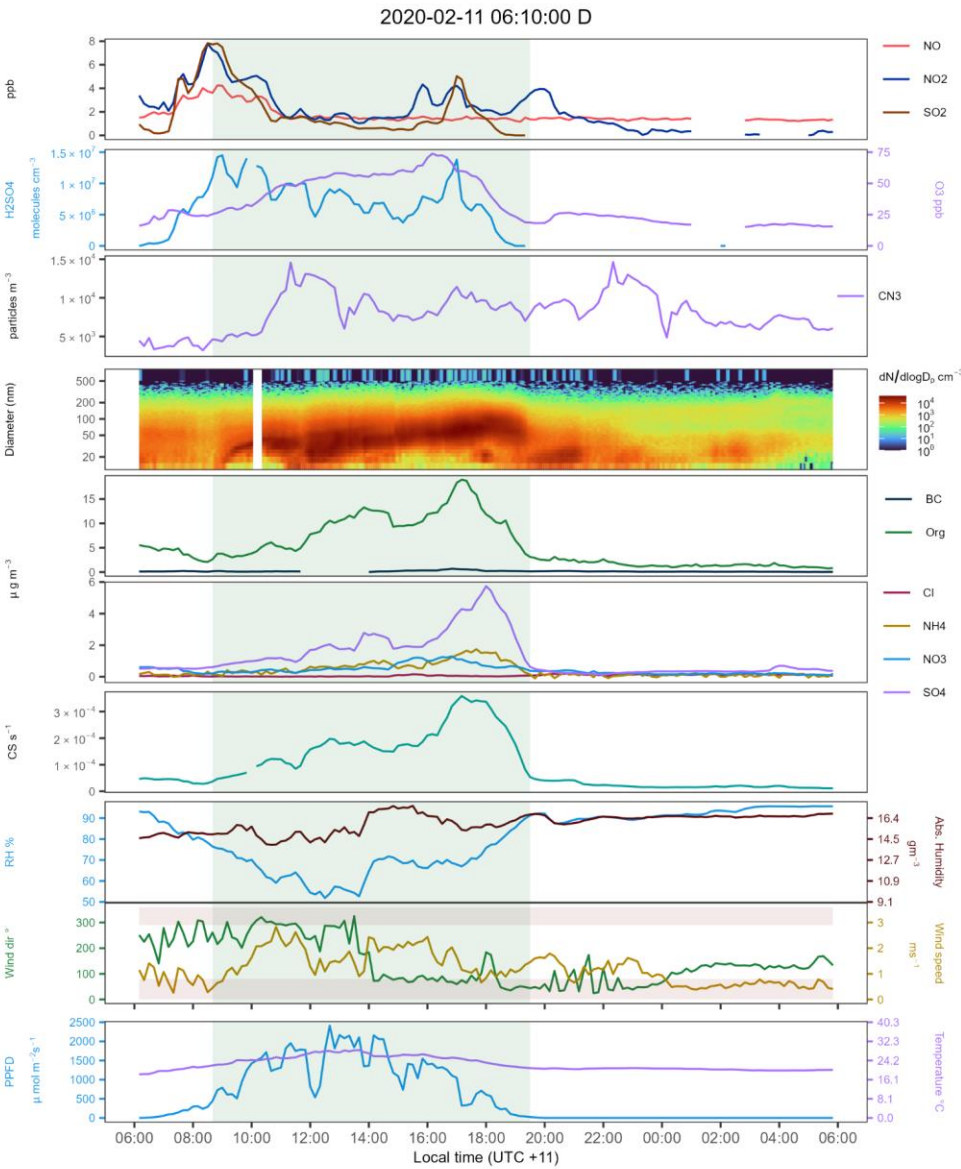 2020-02-11 06:10:00 D
ppb
8
6
4
2
0
NO
NO2
SO2
H2SO4
molecules cm⁻³
1.5 × 10⁷
1 × 10⁷
5 × 10⁶
0
75
50
25
0
O3 ppb
particles m⁻³
1.5 × 10⁴
1 × 10⁴
5 × 10³
CN3
Diameter (nm)
500
200
100
50
20
dN/dlogDₚ cm⁻³
10⁴
10³
10²
10¹
10⁰
μg m⁻³
15
10
5
0
BC
Org
6
4
2
0
Cl
NH4
NO3
SO4
CS s⁻¹
3 × 10⁻⁴
2 × 10⁻⁴
1 × 10⁻⁴
RH %
90
80
70
60
50
16.4
14.5
12.7
10.9
9.1
Abs. Humidity
gm⁻³
Wind dir °
300
200
100
0
3
2
1
0
Wind speed
ms⁻¹
PPFD
μ mol m⁻²s⁻¹
2500
2000
1500
1000
500
0
40.3
32.3
24.2
16.1
8.1
0.0
Temperature °C
06:00 08:00 10:00 12:00 14:00 16:00 18:00 20:00 22:00 00:00 02:00 04:00 06:00
Local time (UTC +11)